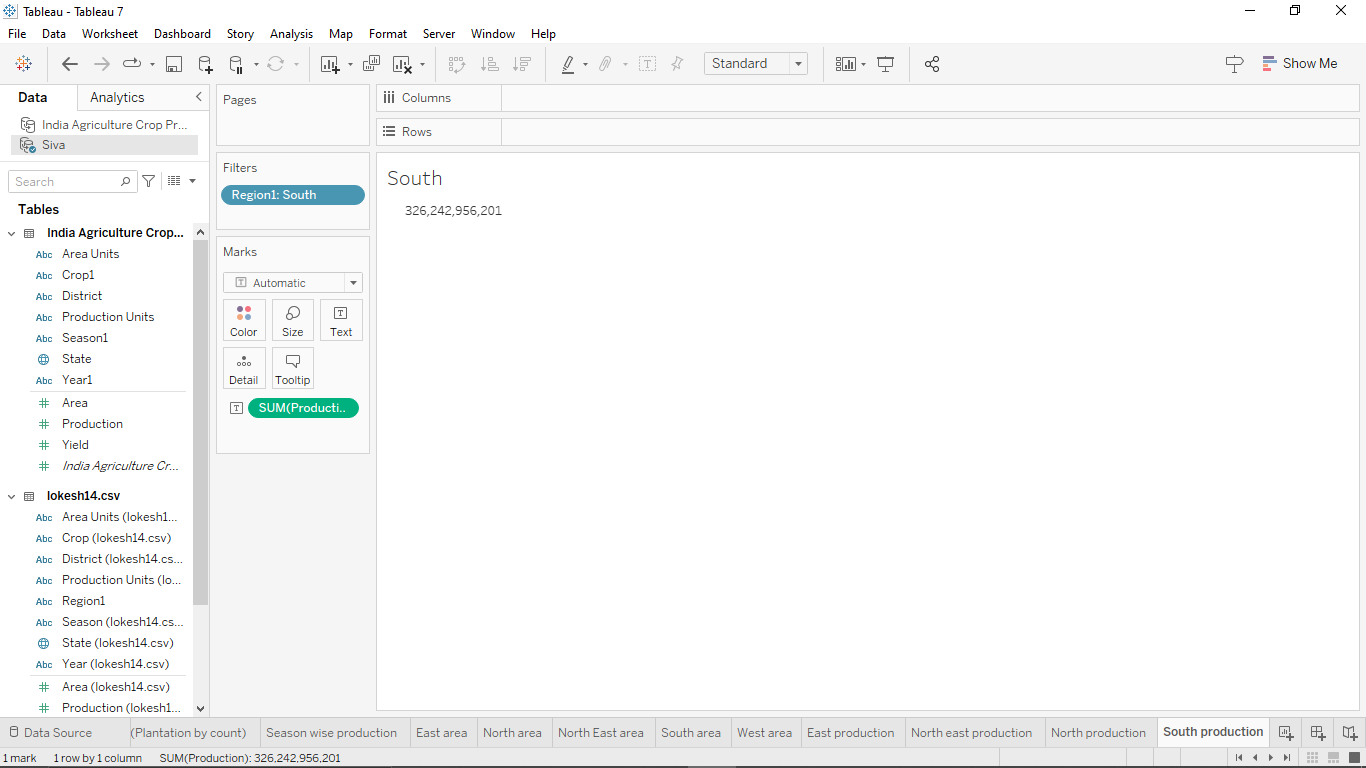 Tableau - Tableau 7
File Data Worksheet Dashboard Story Analysis Map Format Server Window Help
Standard
Show Me
Data Analytics
India Agriculture Crop Pr...
Siva
Search
Tables
India Agriculture Crop...
Abc Area Units
Abc Crop1
Abc District
Abc Production Units
Abc Season1
State
Abc Year1
Area
Production
Yield
India Agriculture Cr...
lokesh14.csv
Abc Area Units (lokesh1...
Abc Crop (lokesh14.csv)
Abc District (lokesh14.cs...
Abc Production Units (lo...
Abc Region1
Abc Season (lokesh14.cs...
State (lokesh14.csv)
Abc Year (lokesh14.csv)
Area (lokesh14.csv)
Production (lokesh1...
Pages
Filters
Region1: South
Marks
T Automatic
Color Size T Text
Detail Tooltip
T SUM(Producti..
Columns
Rows
South
326,242,956,201
Data Source (Plantation by count) Season wise production East area North area North East area South area West area East production North east production North production South production
1 mark 1 row by 1 column SUM(Production): 326,242,956,201